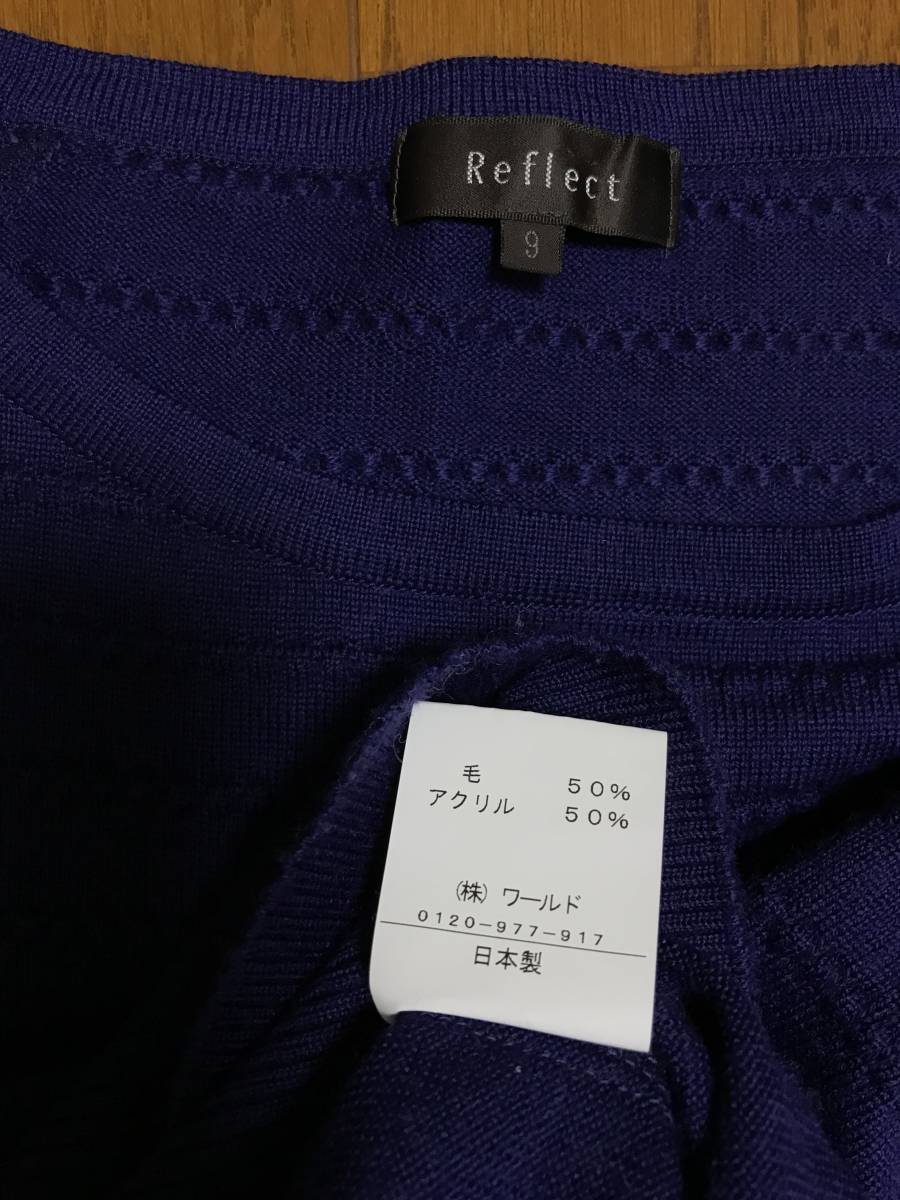 Reflect
9
毛 50%
アクリル 50%
(株) ワールド
0120-977-917
日本製